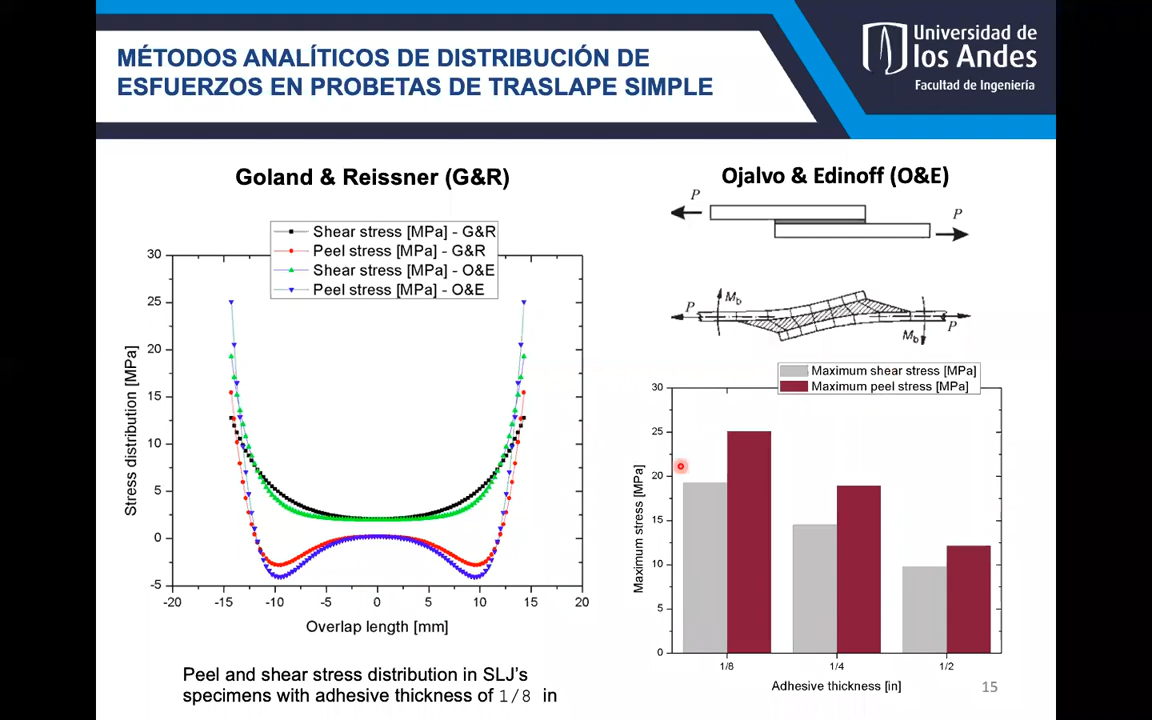 MÉTODOS ANALÍTICOS DE DISTRIBUCIÓN DE
ESFUERZOS EN PROBETAS DE TRASLAPE SIMPLE
Universidad de
los Andes
Facultad de Ingeniería
Goland & Reissner (G&R)
Shear stress [MPa] - G&R
Peel stress [MPa] - G&R
Shear stress [MPa] - O&E
Peel stress [MPa] - O&E
30
25
20
15
10
5
0
-5
Stress distribution [MPa]
-20 -15 -10 -5 0 5 10 15 20
Overlap length [mm]
Peel and shear stress distribution in SLJ's
specimens with adhesive thickness of 1/8 in
Ojalvo & Edinoff (O&E)
P
P
P
Mb
Mb
P
Maximum shear stress [MPa]
Maximum peel stress [MPa]
30
25
20
15
10
5
0
Maximum stress [MPa]
1/8 1/4 1/2
Adhesive thickness [in]
15